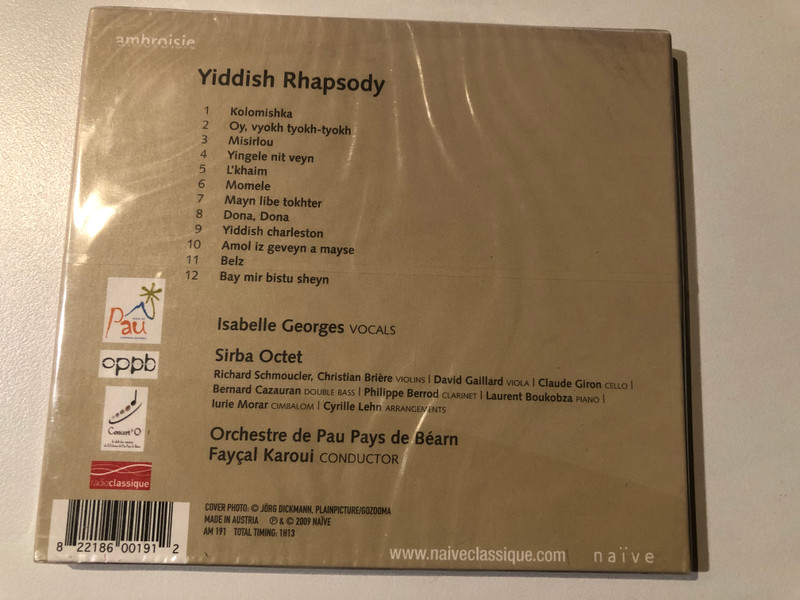 ambroisie
Yiddish Rhapsody
1 Kolomishka
2 Oy, vyokh tyokh-tyokh
3 Misirlou
4 Yingele nit veyn
5 L'khaim
6 Momele
7 Mayn libe tokhter
8 Dona, Dona
9 Yiddish charleston
10 Amol iz geveyn a mayse
11 Belz
12 Bay mir bistu sheyn
Pau
oppb
Concert'O
radioclassique
Isabelle Georges VOCALS
Sirba Octet
Richard Schmoucler, Christian Brière VIOLINS | David Gaillard VIOLA | Claude Giron CELLO |
Bernard Cazauran DOUBLE BASS | Philippe Berrod CLARINET | Laurent Boukobza PIANO |
Iurie Morar CIMBALOM | Cyrille Lehn ARRANGEMENTS
Orchestre de Pau Pays de Béarn
Fayçal Karoui CONDUCTOR
COVER PHOTO: © JÖRG DICKMANN, PLAINPICTURE/GOZOOMA
MADE IN AUSTRIA ℗ & © 2009 NAÏVE
AM 191 TOTAL TIMING: 1H13
8 22186 00191 2
www.naiveclassique.com naïve